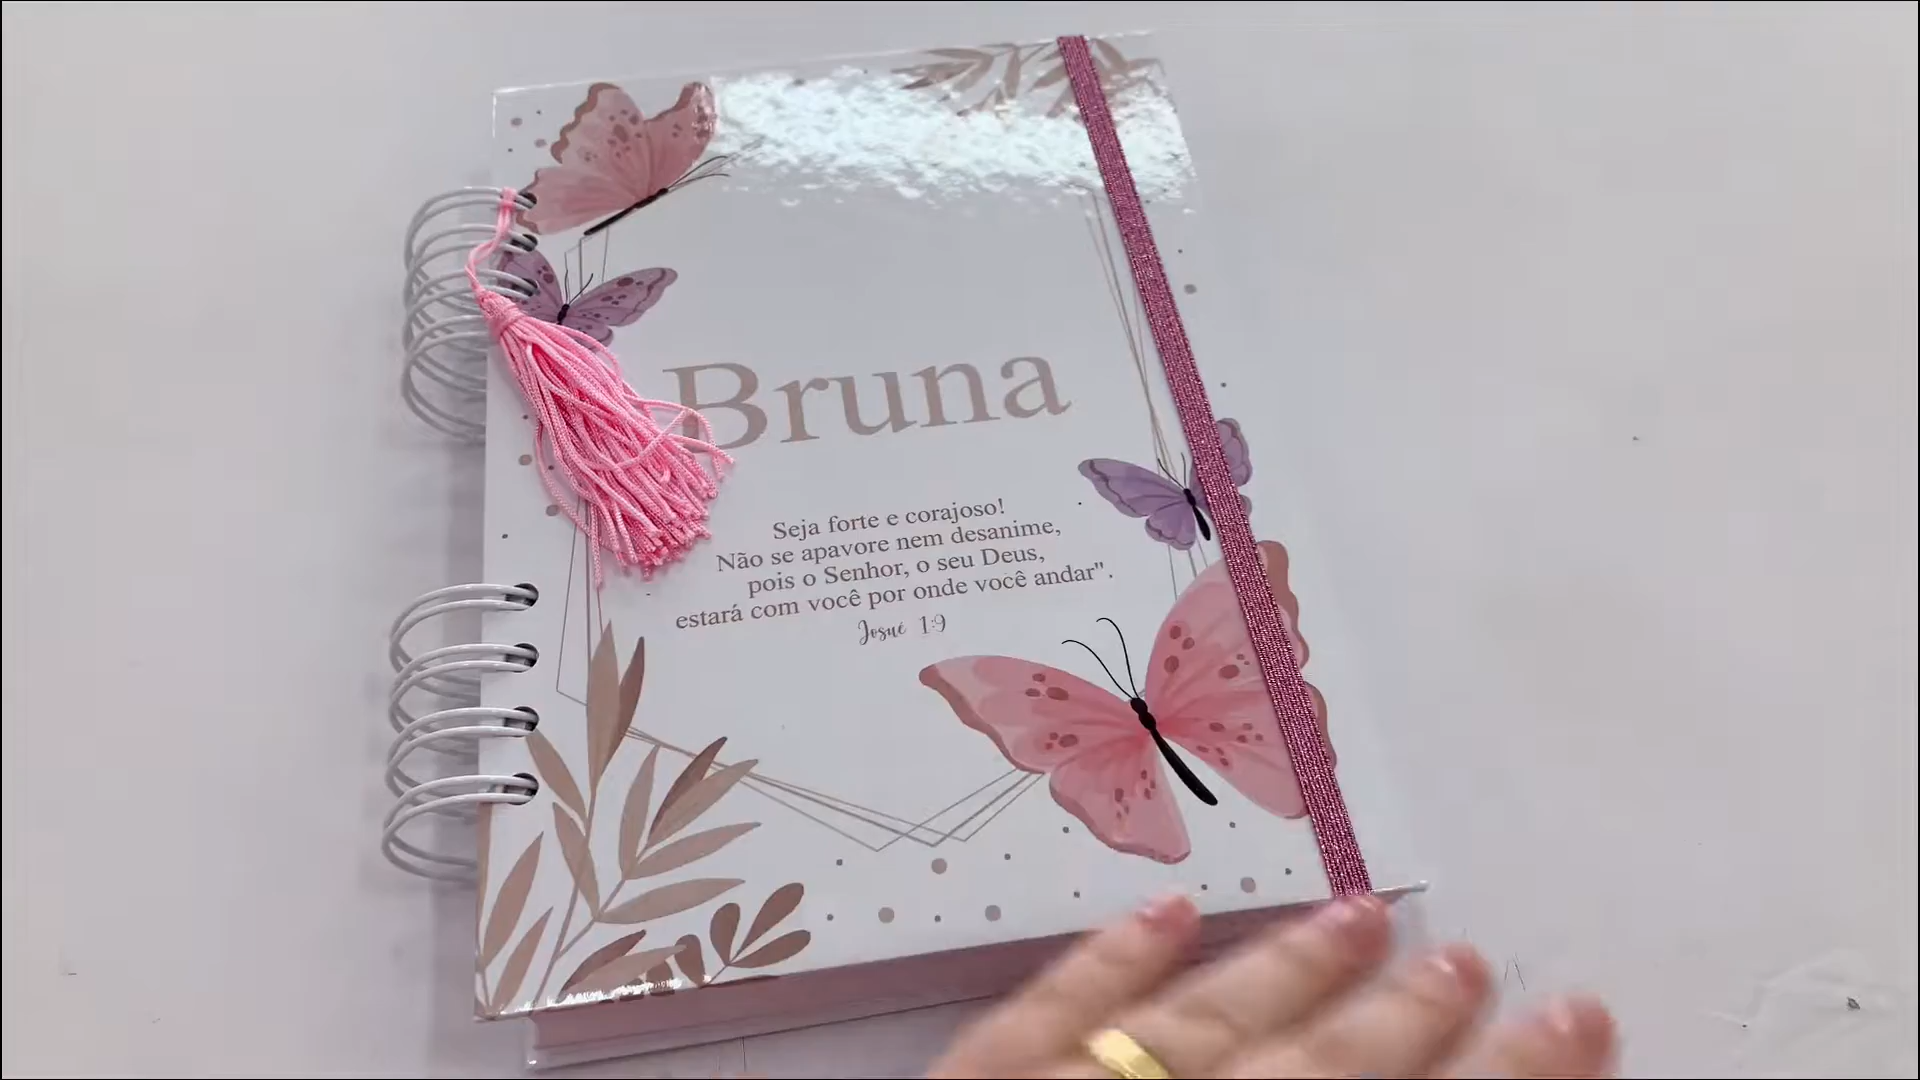 Bruna
Seja forte e corajoso!
Não se apavore nem desanime,
pois o Senhor, o seu Deus,
estará com você por onde você andar".
Josué 1:9